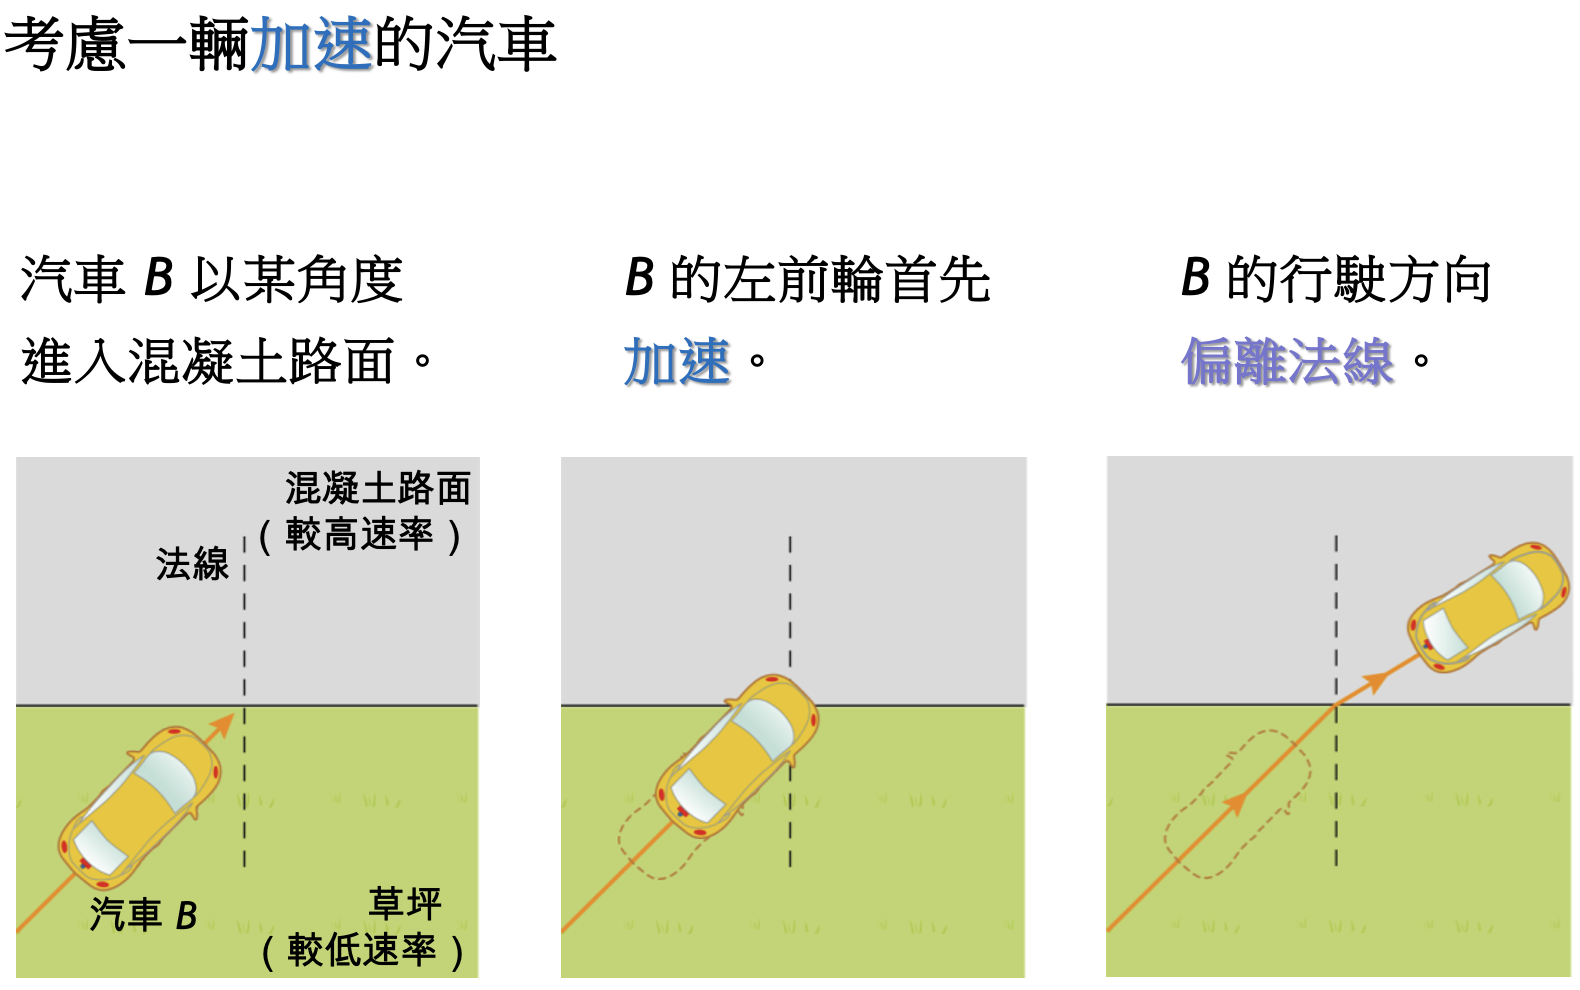 考慮一輛加速的汽車
汽車 B 以某角度
進入混凝土路面。
B 的左前輪首先
加速。
B 的行駛方向
偏離法線。
混凝土路面
（較高速率）
法線
汽車 B
草坪
（較低速率）